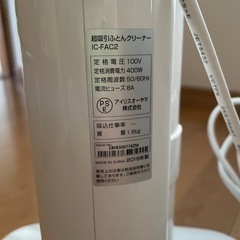 超吸引ふとんクリーナー
IC-FAC2
定格電圧：100V
定格消費電力：400W
定格周波数：50/60Hz
電流ヒューズ：8A
PS
E
アイリスオーヤマ
株式会社
吸込仕事率：―
質量：1.6kg
2018年製